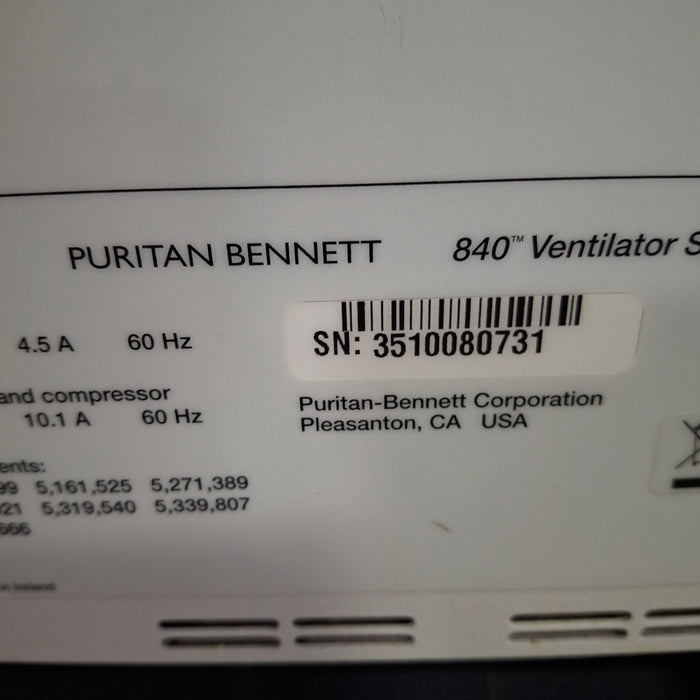 PURITAN BENNETT 840™ Ventilator
4.5 A 60 Hz
SN: 3510080731
and compressor
10.1 A 60 Hz
Puritan-Bennett Corporation
Pleasanton, CA USA
5,161,525 5,271,389
5,319,540 5,339,807